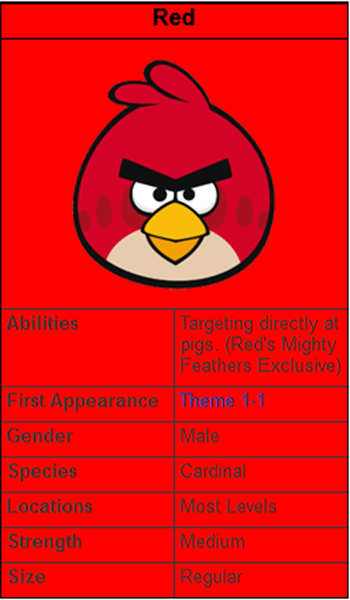 Red
Abilities
Targeting directly at
pigs. (Red's Mighty
Feathers Exclusive)
First Appearance
Theme 1-1
Gender
Male
Species
Cardinal
Locations
Most Levels
Strength
Medium
Size
Regular